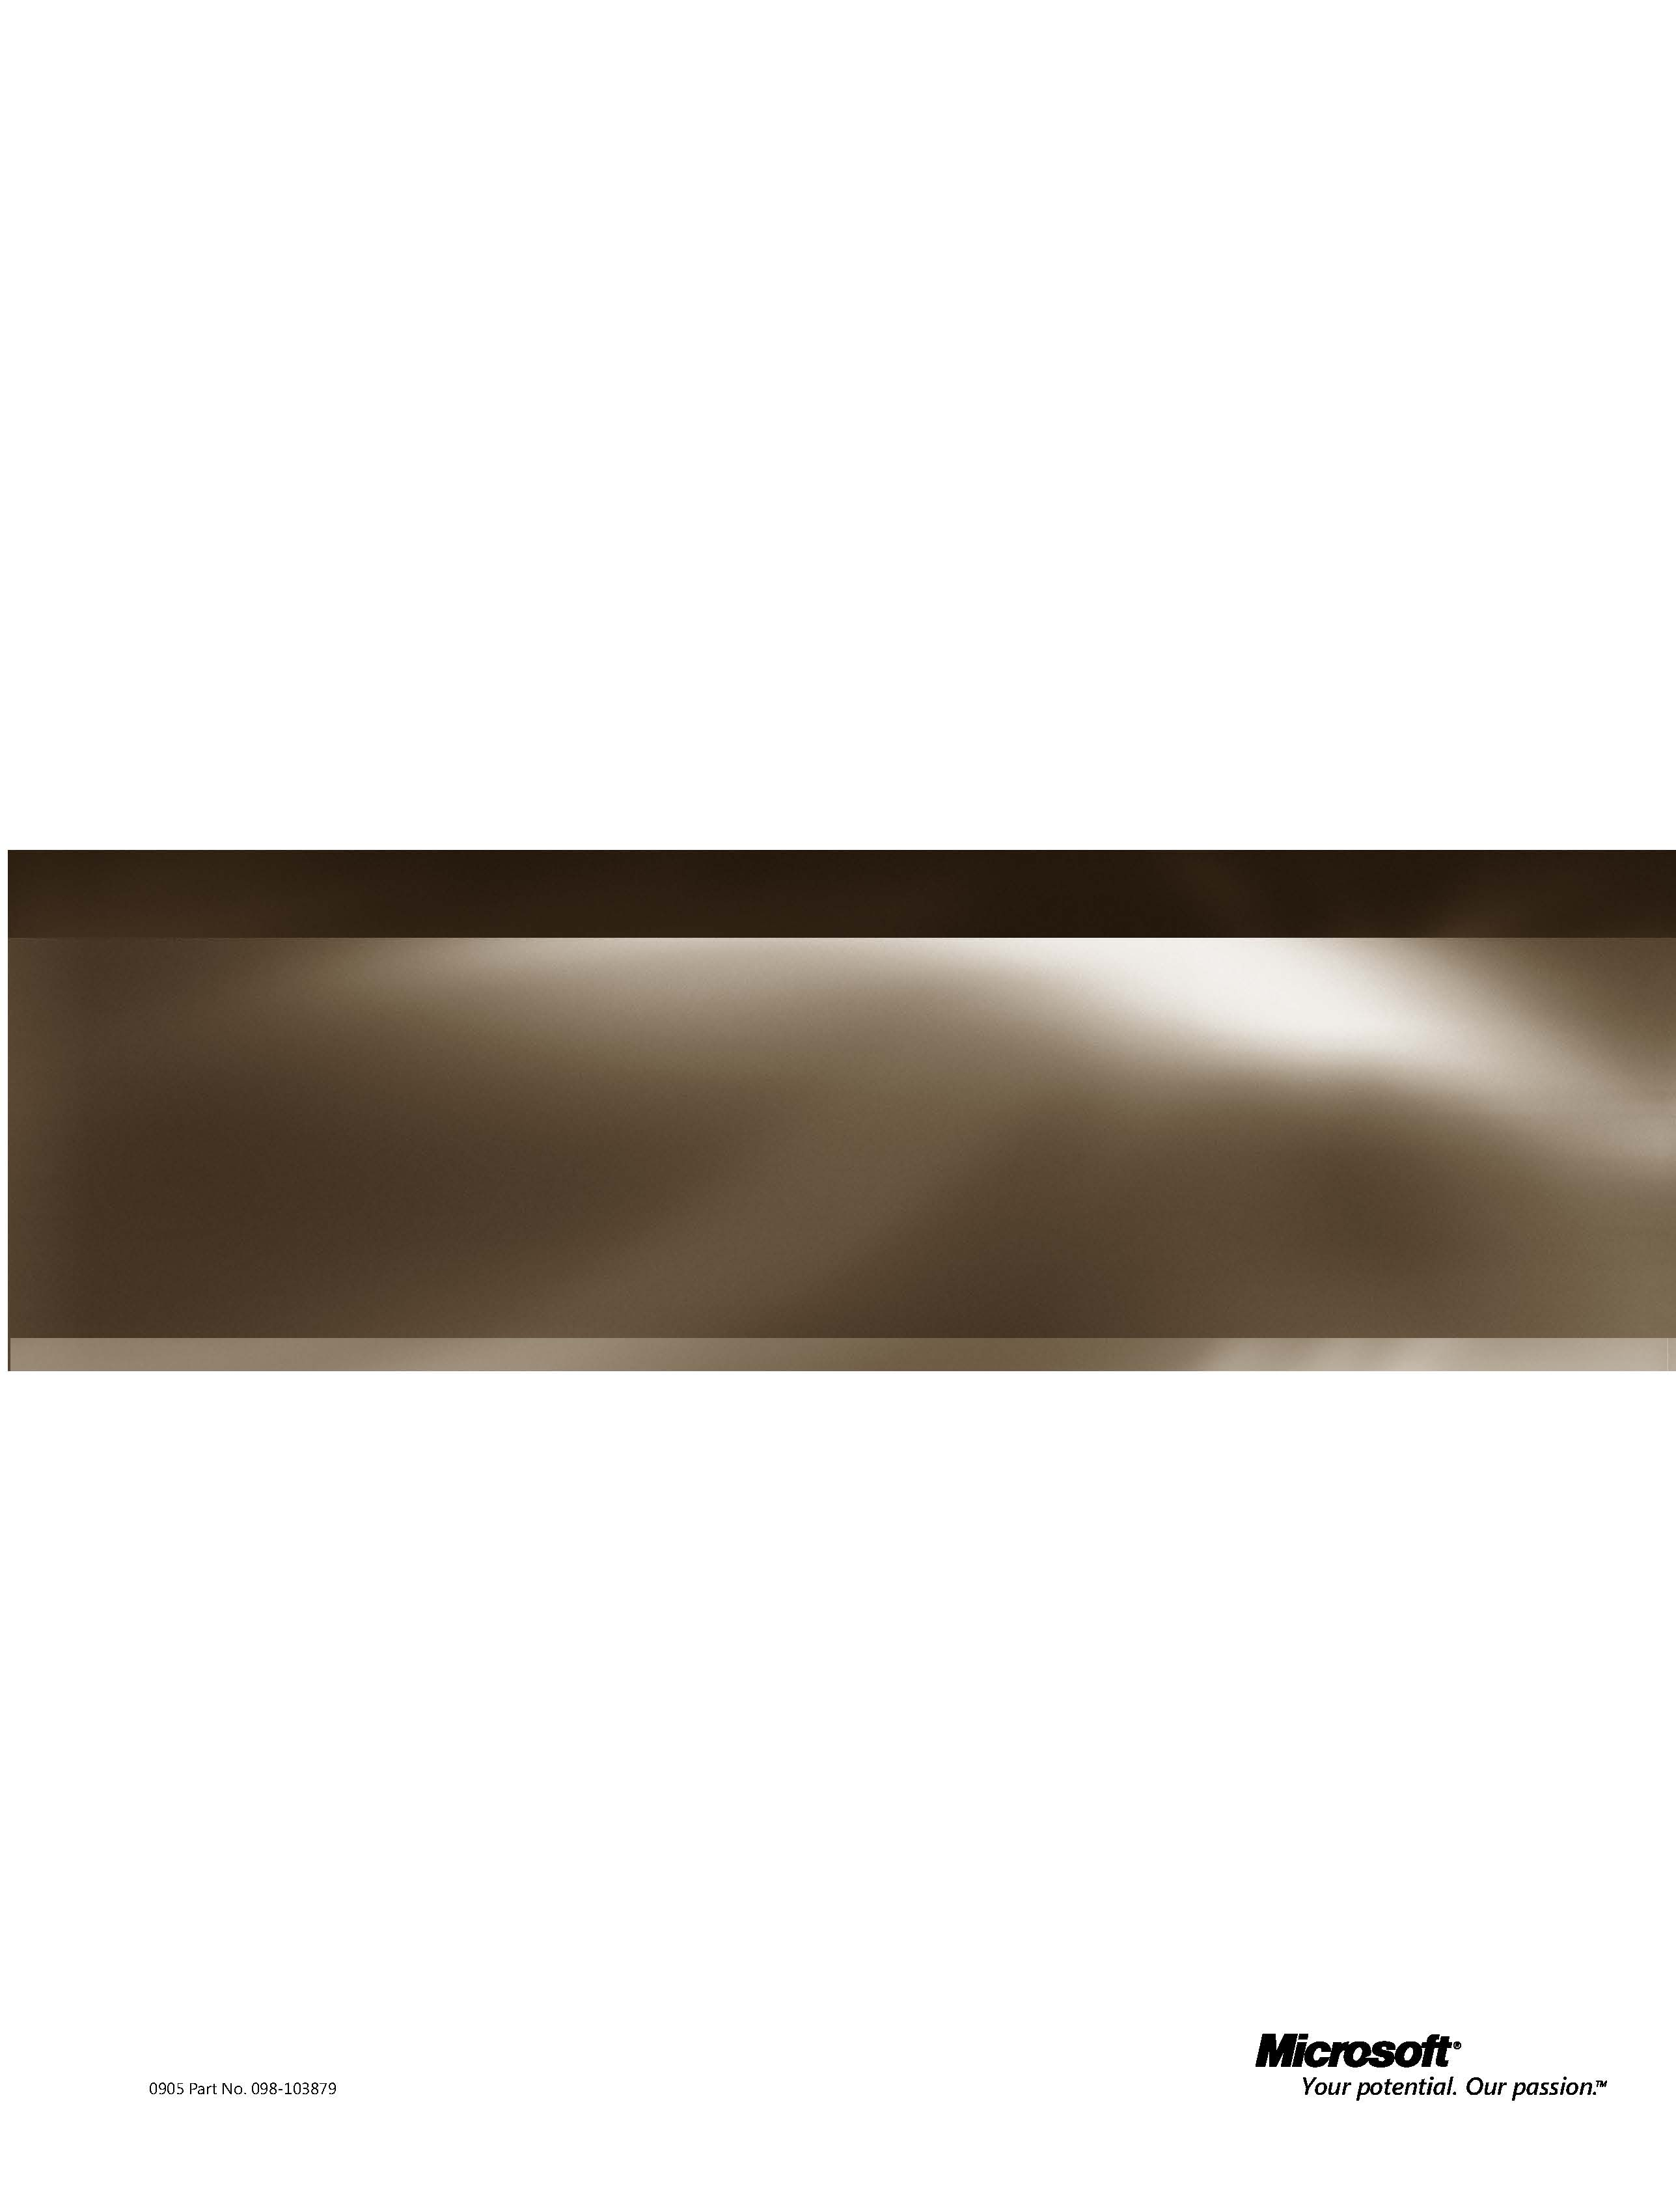 Microsoft®
Your potential. Our passion.™
0905 Part No. 098-103879